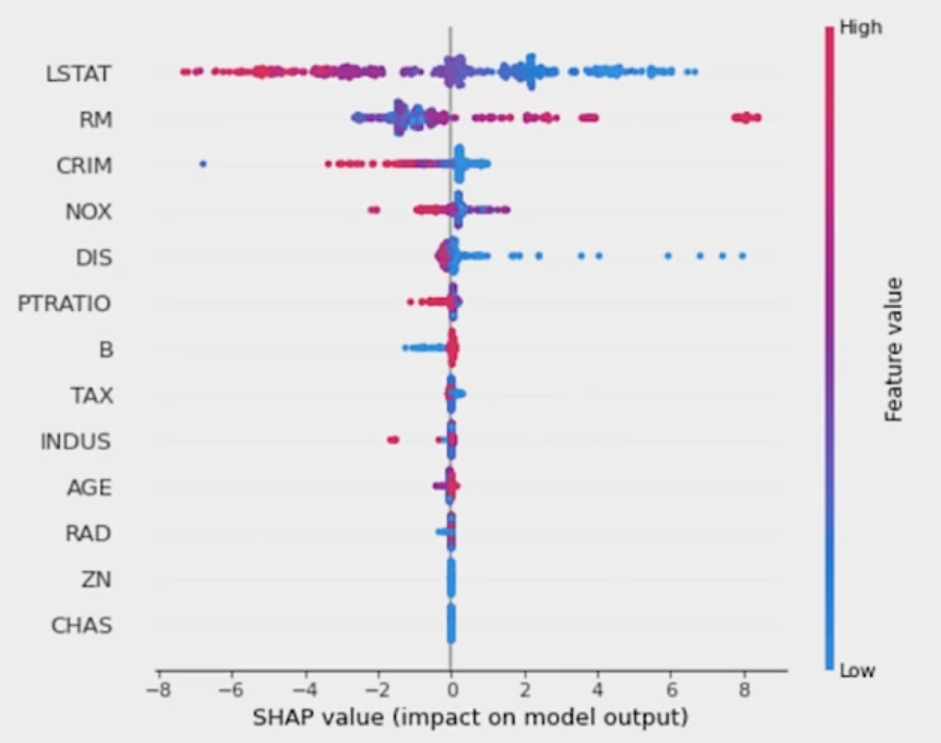 High
LSTAT
RM
CRIM
NOX
DIS
PTRATIO
B
TAX
INDUS
AGE
RAD
ZN
CHAS
Feature value
Low
−8 −6 −4 −2 0 2 4 6 8
SHAP value (impact on model output)